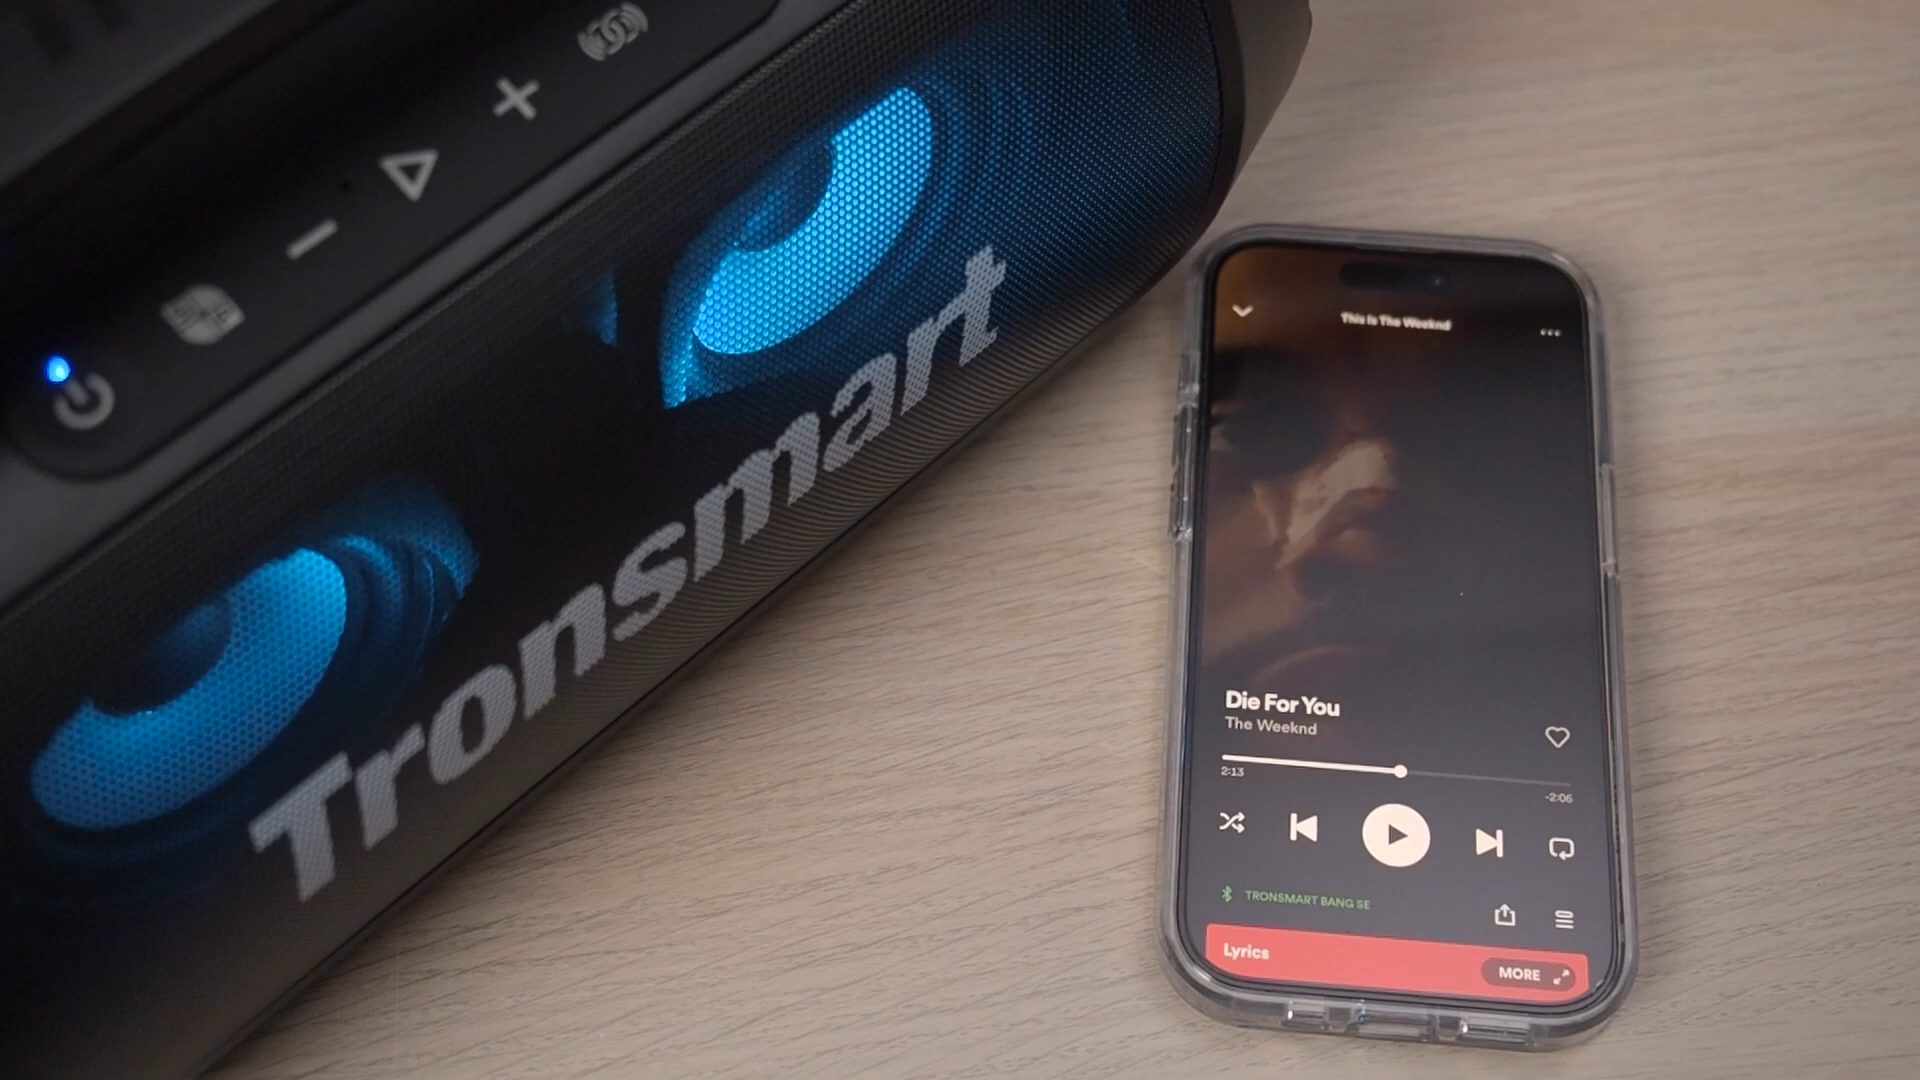 Tronsmart
This Is The Weeknd
Die For You
The Weeknd
2:13
-2:06
TRONSMART BANG SE
Lyrics
MORE